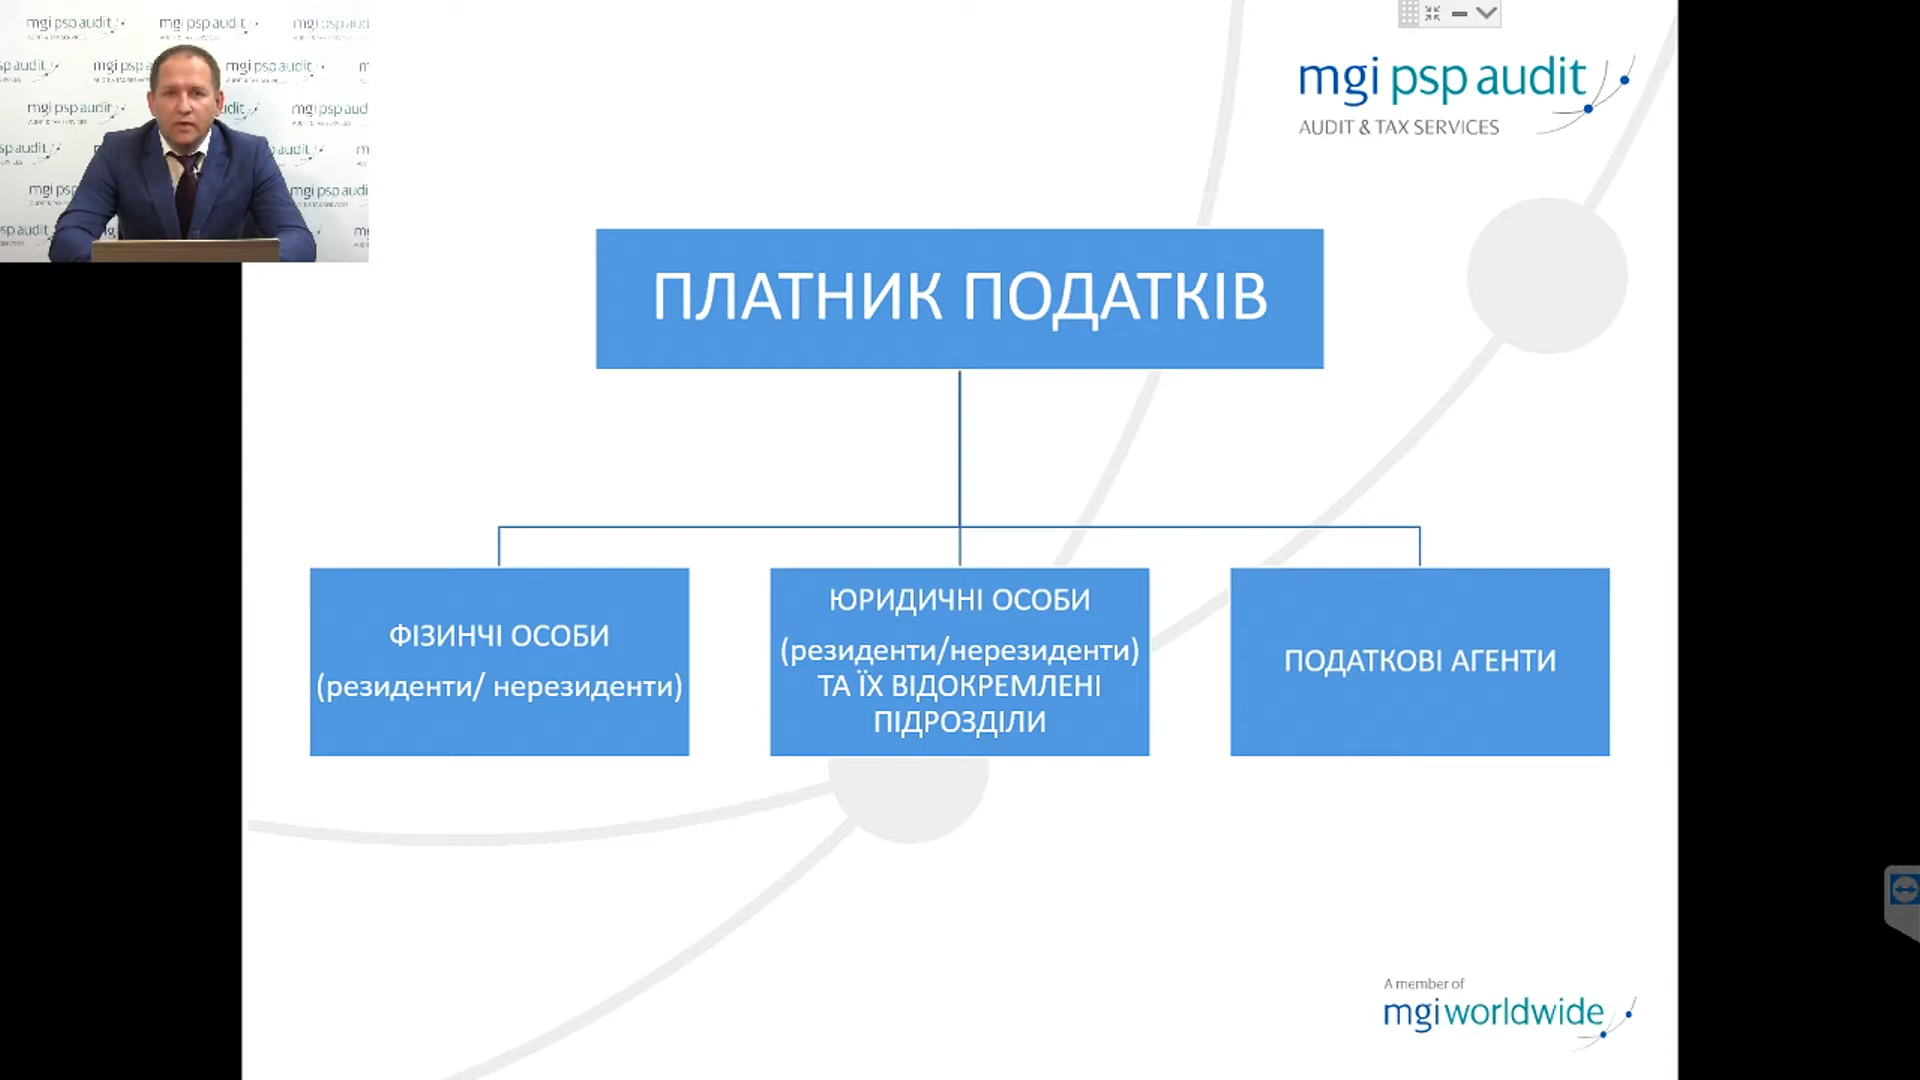 mgi psp audit
AUDIT & TAX SERVICES
ПЛАТНИК ПОДАТКІВ
ФІЗИНЧІ ОСОБИ
(резиденти/ нерезиденти)
ЮРИДИЧНІ ОСОБИ
(резиденти/нерезиденти)
ТА ЇХ ВІДОКРЕМЛЕНІ
ПІДРОЗДІЛИ
ПОДАТКОВІ АГЕНТИ
A member of
mgiworldwide